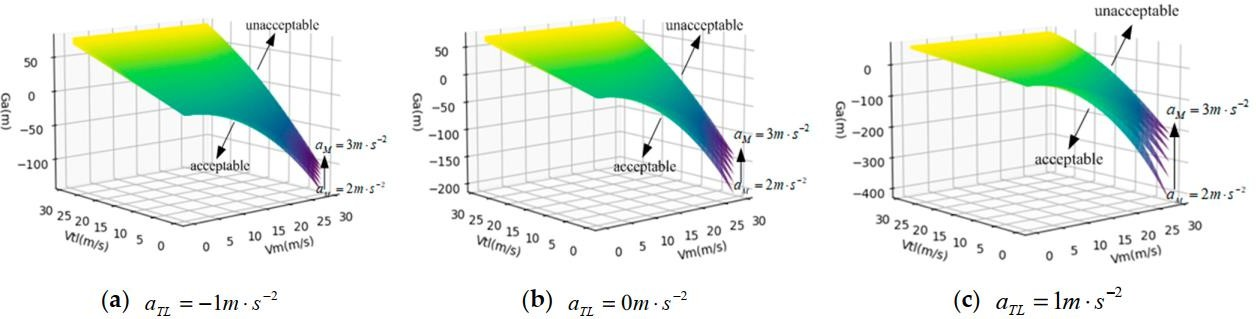 unacceptable
50
0
−50
−100
Ga(m)
a_M = 3m·s⁻²
a_M = 2m·s⁻²
acceptable
30 25 20 15 10 5 0
Vtl(m/s)
0 5 10 15 20 25 30
Vm(m/s)
(a) a_TL = −1m·s⁻²
unacceptable
50
0
−50
−100
−150
−200
Ga(m)
a_M = 3m·s⁻²
a_M = 2m·s⁻²
acceptable
30 25 20 15 10 5 0
Vtl(m/s)
0 5 10 15 20 25 30
Vm(m/s)
(b) a_TL = 0m·s⁻²
unacceptable
0
−100
−200
−300
−400
Ga(m)
a_M = 3m·s⁻²
a_M = 2m·s⁻²
acceptable
30 25 20 15 10 5 0
Vtl(m/s)
0 5 10 15 20 25 30
Vm(m/s)
(c) a_TL = 1m·s⁻²